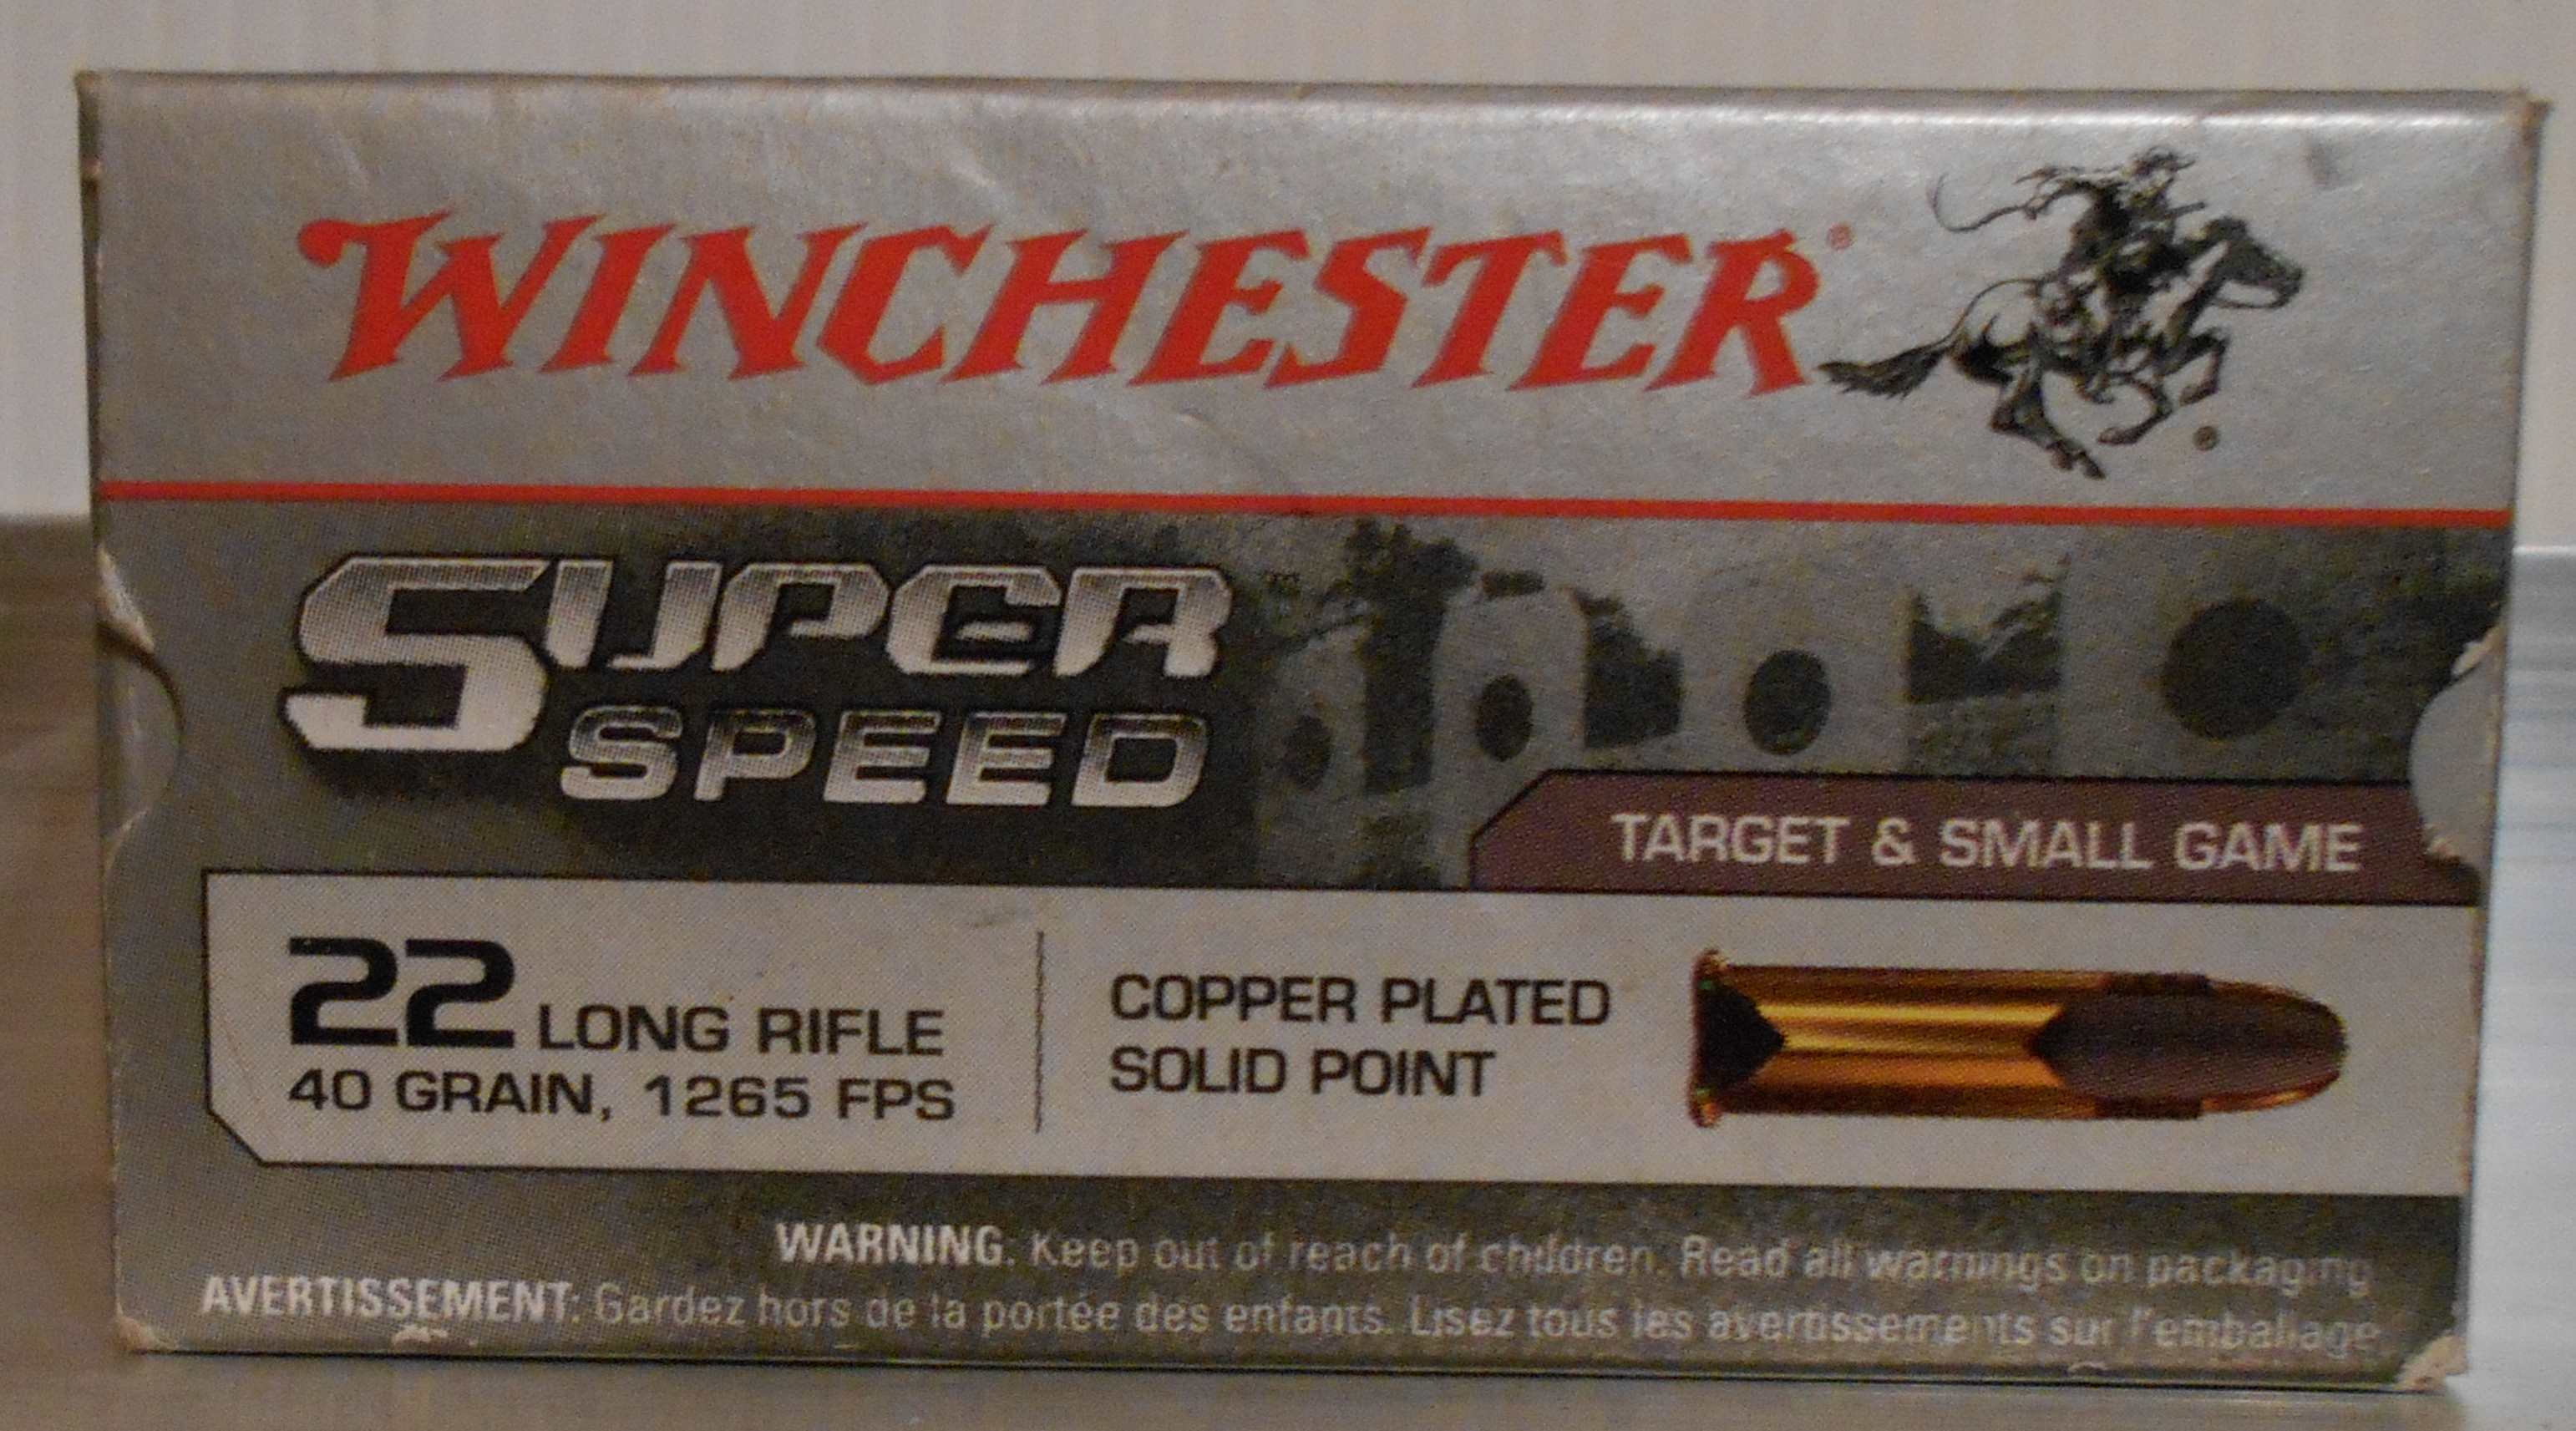 WINCHESTER®
®
SUPER™
SPEED
TARGET & SMALL GAME
22 LONG RIFLE
40 GRAIN, 1265 FPS
COPPER PLATED
SOLID POINT
WARNING: Keep out of reach of children. Read all warnings on packaging
AVERTISSEMENT: Gardez hors de la portée des enfants. Lisez tous les avertissements sur l'emballage